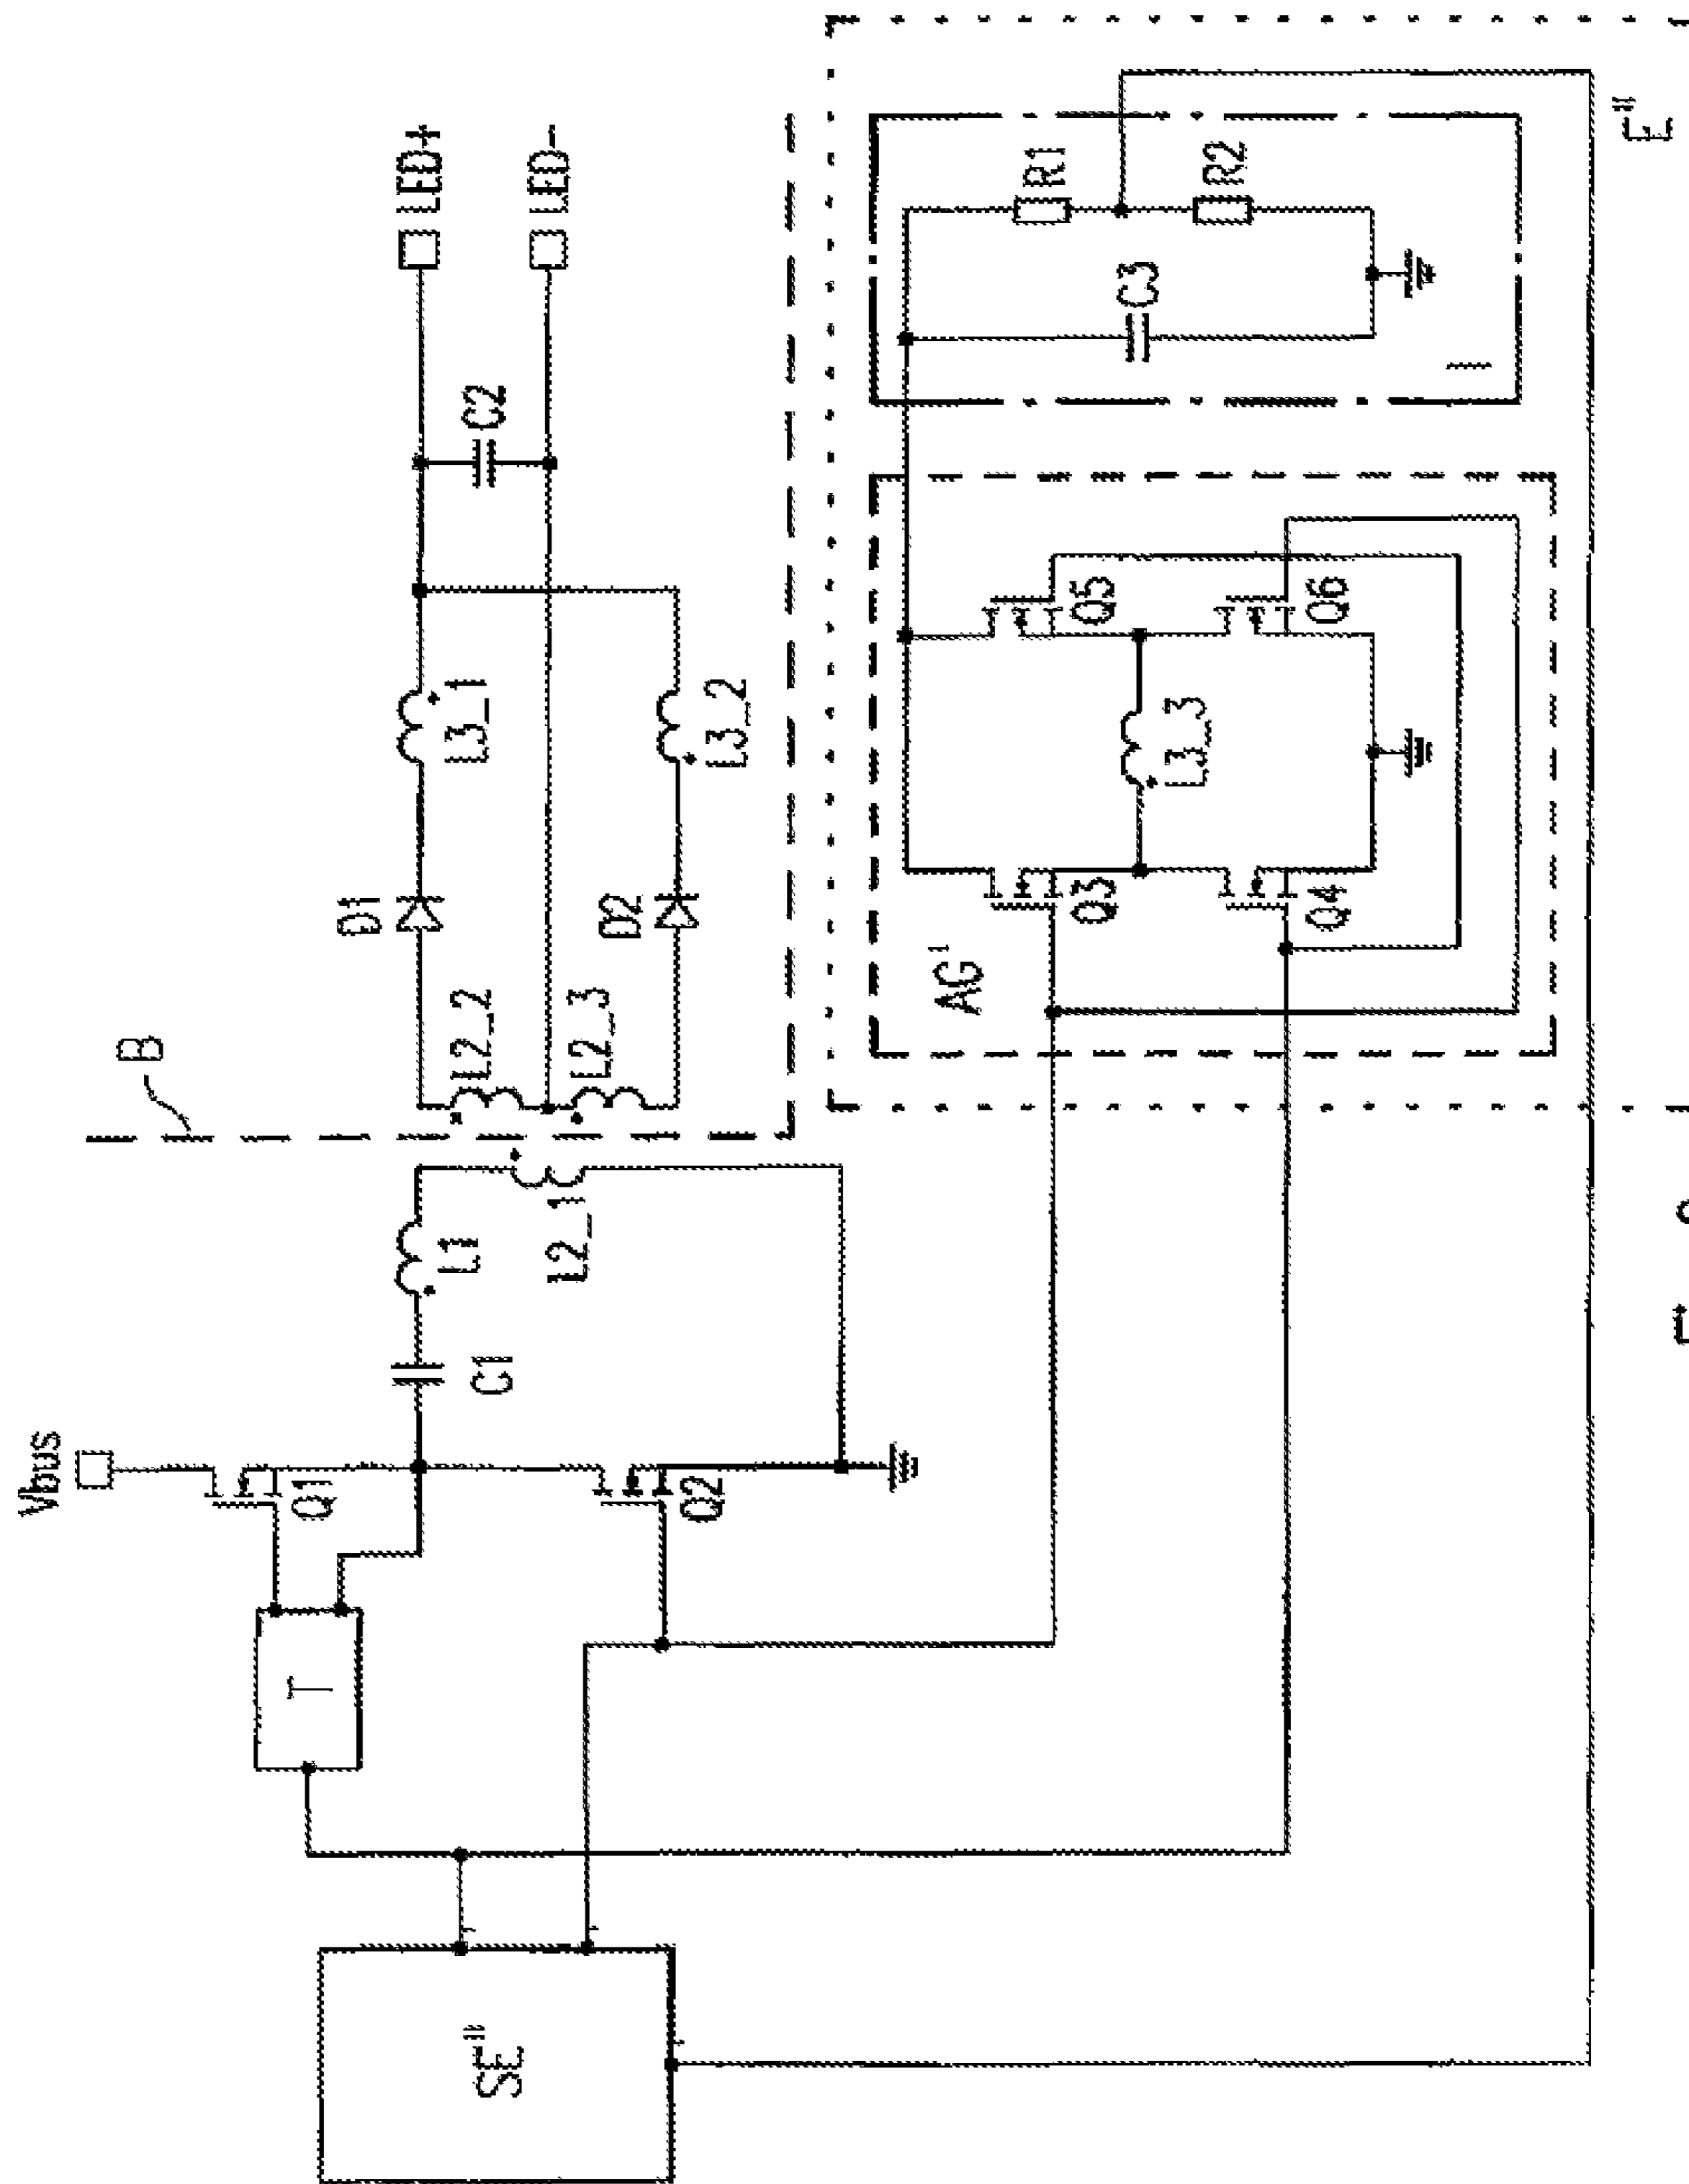 Vbus
B
LED+
LED-
C2
D1
L3_1
L2_2
L2_3
D2
L3_2
L1
L2_1
C1
Q1
T
Q2
SE"
AG'
Q3
Q5
L3_3
Q4
Q6
R1
C3
R2
I
E"